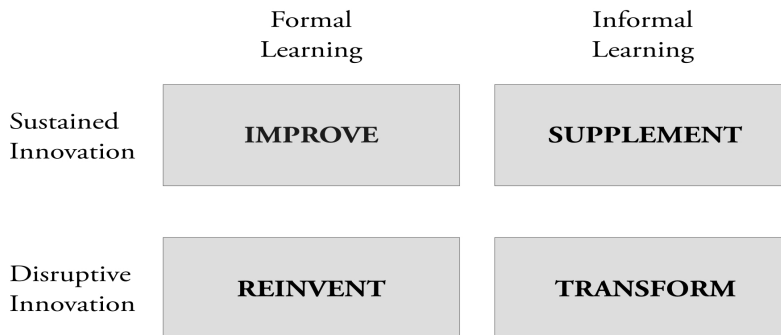 Formal
Learning
Informal
Learning
Sustained
Innovation
IMPROVE
SUPPLEMENT
Disruptive
Innovation
REINVENT
TRANSFORM